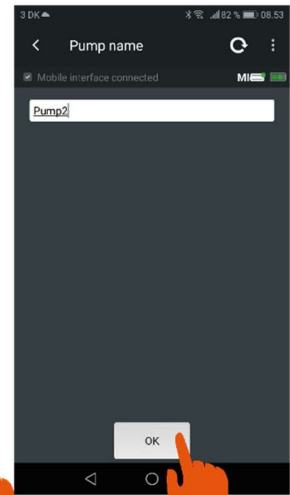 3 DK 82 % 08.53
Pump name
Mobile interface connected MI
Pump2
OK